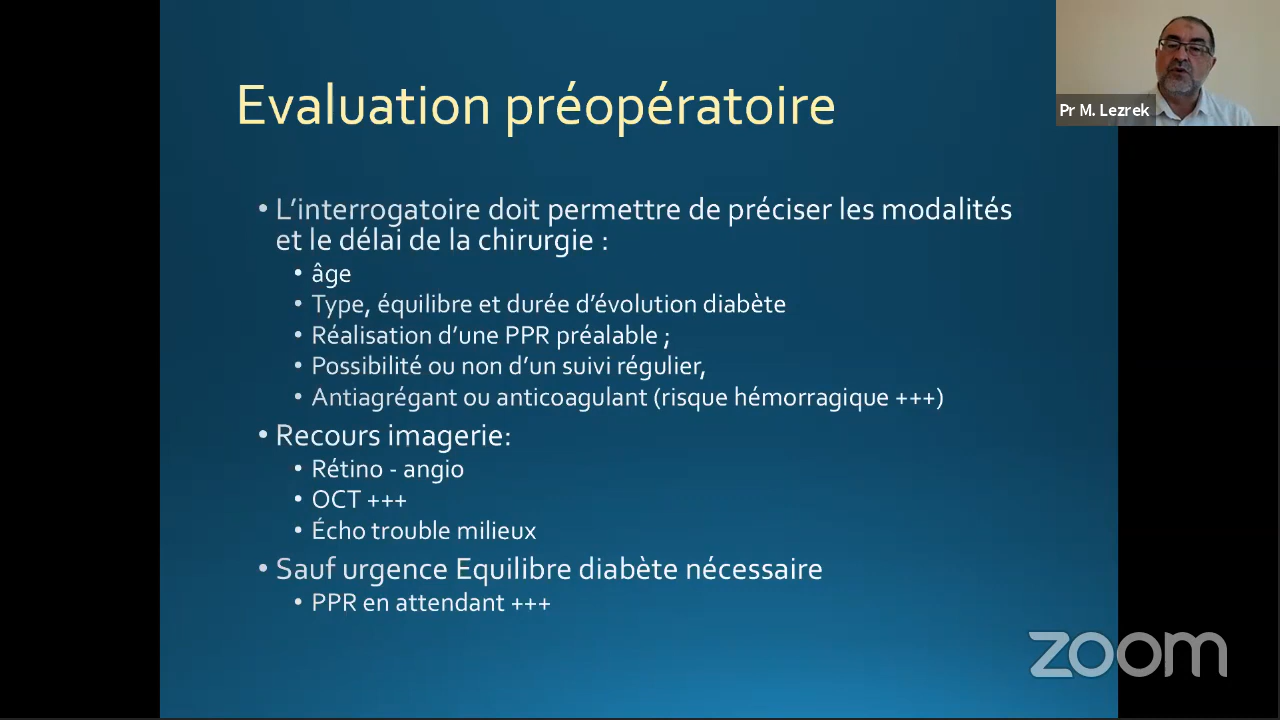 Evaluation préopératoire
Pr M. Lezrek
• L'interrogatoire doit permettre de préciser les modalités
et le délai de la chirurgie :
• âge
• Type, équilibre et durée d'évolution diabète
• Réalisation d'une PPR préalable ;
• Possibilité ou non d'un suivi régulier,
• Antiagrégant ou anticoagulant (risque hémorragique +++)
• Recours imagerie:
• Rétino - angio
• OCT +++
• Écho trouble milieux
• Sauf urgence Equilibre diabète nécessaire
• PPR en attendant +++
zoom